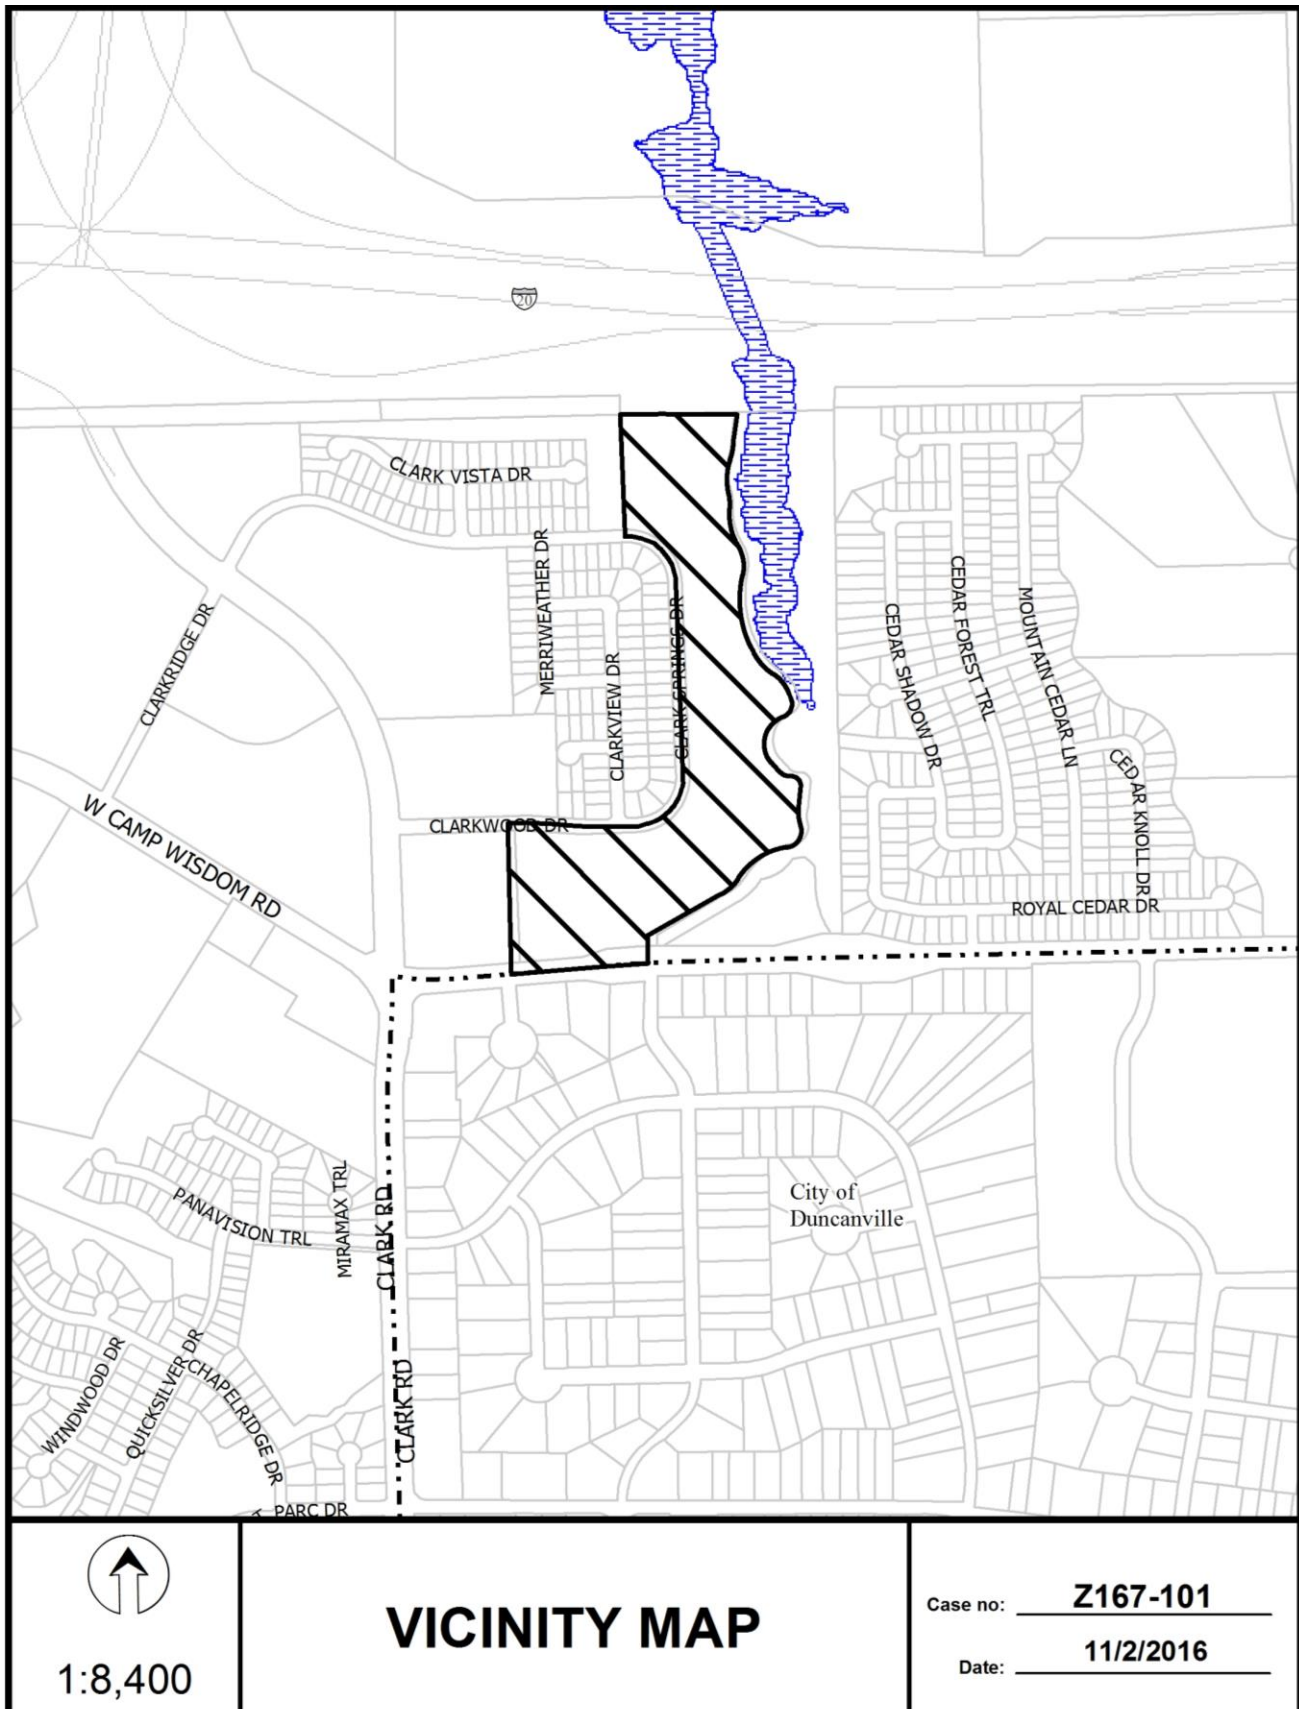 20
CLARK VISTA DR
MERRIWEATHER DR
CLARKVIEW DR
CLARK SPRINGS DR
CLARKRIDGE DR
CEDAR SHADOW DR
CEDAR FOREST TRL
MOUNTAIN CEDAR LN
CEDAR KNOLL DR
CLARKWOOD DR
W CAMP WISDOM RD
ROYAL CEDAR DR
City of
Duncanville
PANAVISION TRL
MIRAMAX TRL
CLARK RD
CLARK RD
WINDWOOD DR
QUICKSILVER DR
CHAPELRIDGE DR
PARC DR
1:8,400
VICINITY MAP
Case no: Z167-101
Date: 11/2/2016